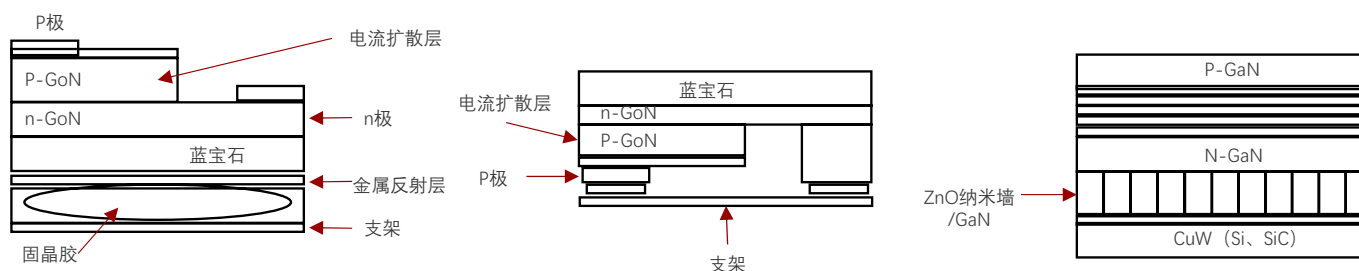 P极
电流扩散层
P-GoN
n-GoN
n极
蓝宝石
金属反射层
支架
固晶胶
蓝宝石
n-GoN
电流扩散层
P-GoN
P极
支架
P-GaN
N-GaN
ZnO纳米墙
/GaN
CuW（Si、SiC）